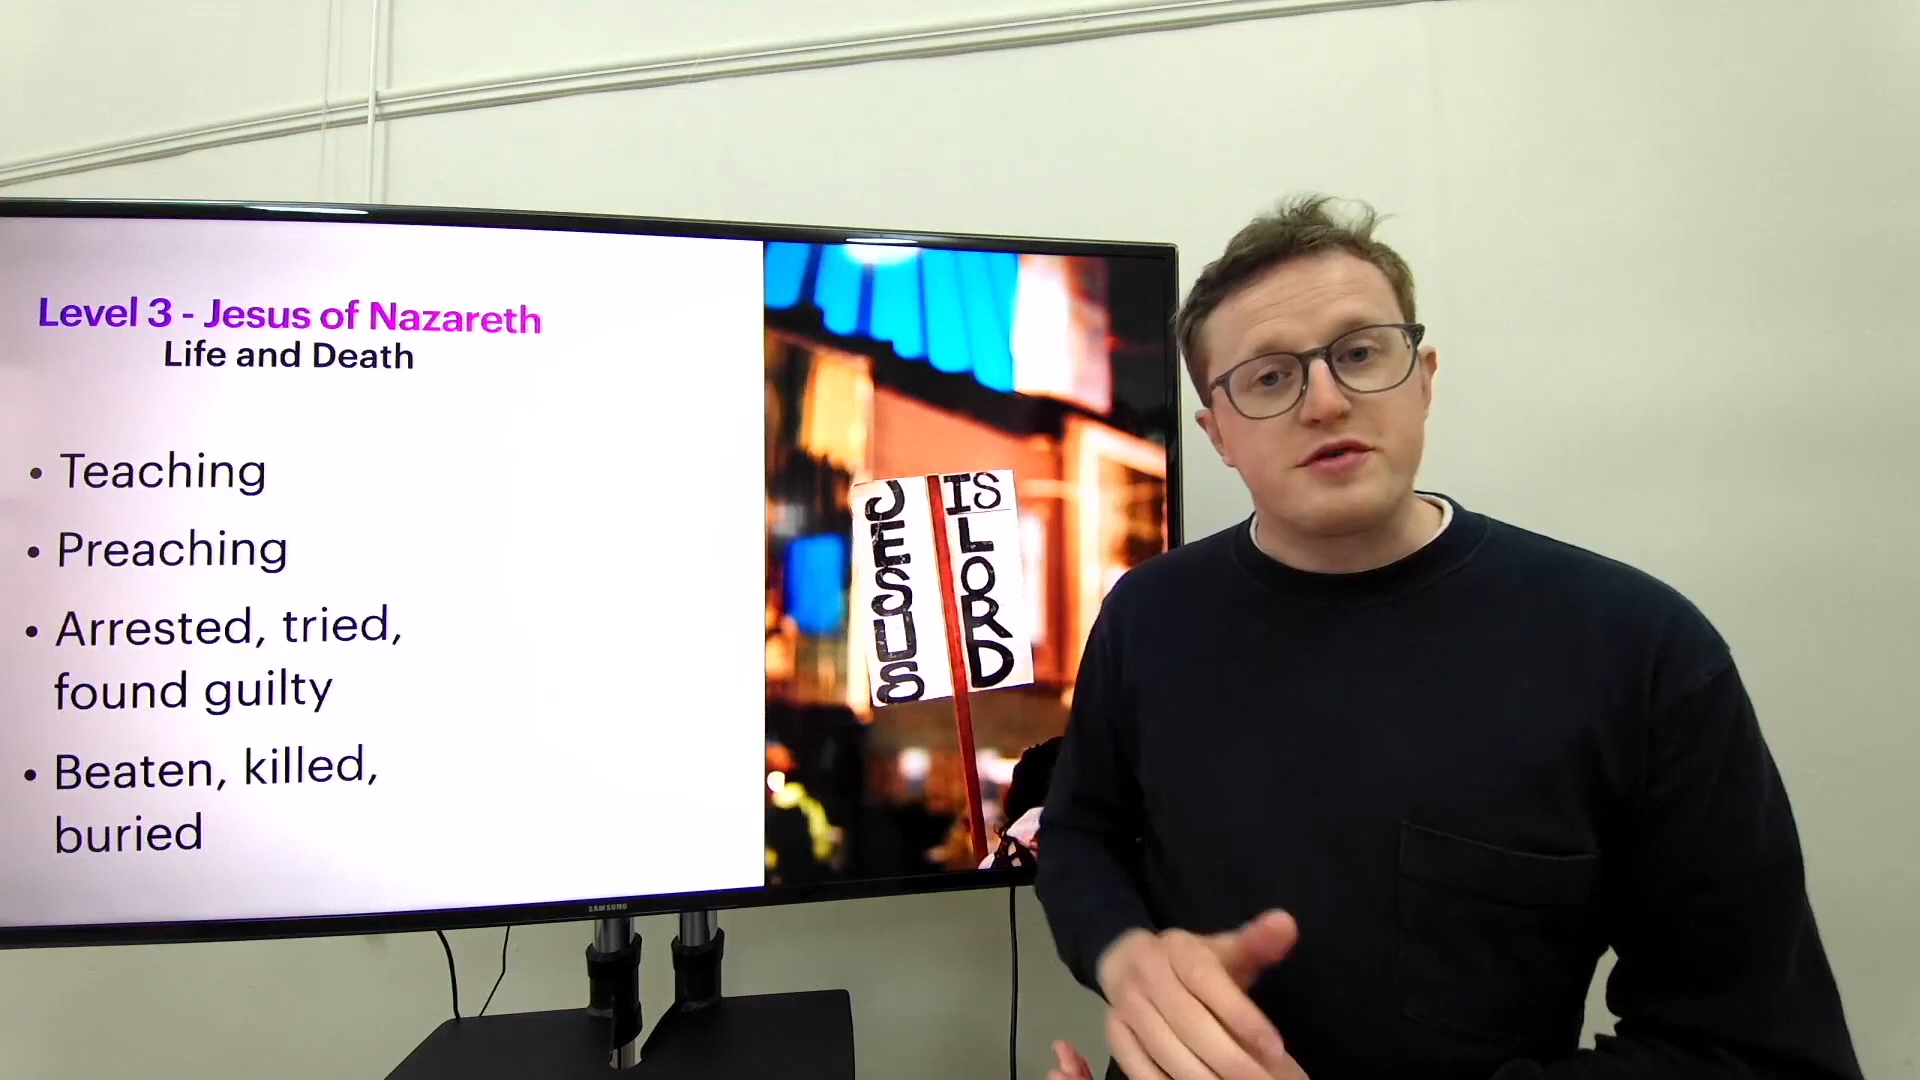 Level 3 - Jesus of Nazareth
Life and Death
• Teaching
• Preaching
• Arrested, tried,
found guilty
• Beaten, killed,
buried
JESUS
IS
LORD
SAMSUNG